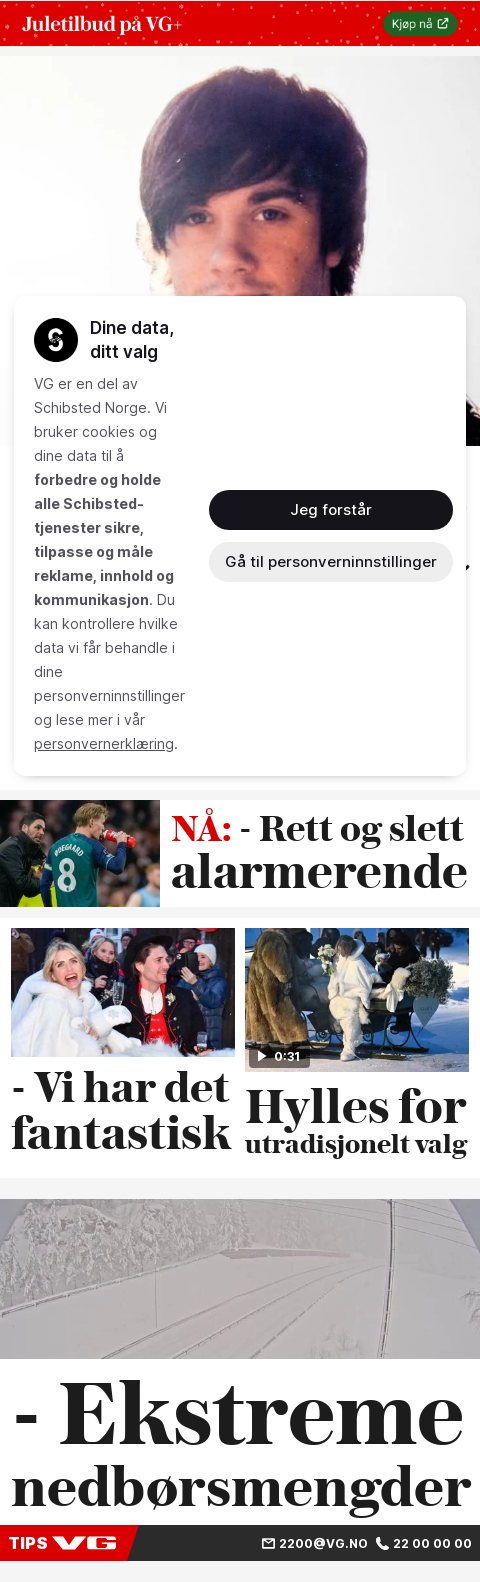 Juletilbud på VG+
Kjøp nå
Dine data,
ditt valg
VG er en del av
Schibsted Norge. Vi
bruker cookies og
dine data til å
forbedre og holde
alle Schibsted-
tjenester sikre,
tilpasse og måle
reklame, innhold og
kommunikasjon. Du
kan kontrollere hvilke
data vi får behandle i
dine
personverninnstillinger
og lese mer i vår
personvernerklæring.
Jeg forstår
Gå til personverninnstillinger
ØDEGAARD
8
NÅ: - Rett og slett
alarmerende
- Vi har det
fantastisk
0:31
Hylles for
utradisjonelt valg
- Ekstreme
nedbørsmengder
TIPS VG
2200@VG.NO
22 00 00 00